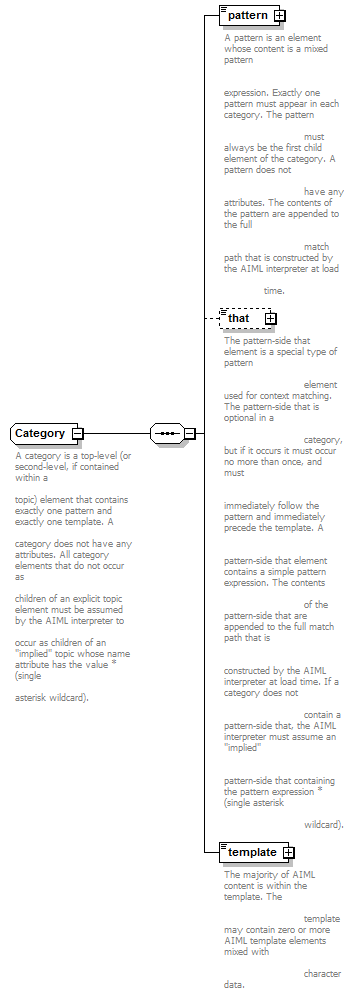 pattern
A pattern is an element
whose content is a mixed
pattern
expression. Exactly one
pattern must appear in each
category. The pattern
must
always be the first child
element of the category. A
pattern does not
have any
attributes. The contents of
the pattern are appended to
the full
match
path that is constructed by
the AIML interpreter at load
time.
that
The pattern-side that
element is a special type of
pattern
element
used for context matching.
The pattern-side that is
optional in a
category,
but if it occurs it must occur
no more than once, and
must
immediately follow the
pattern and immediately
precede the template. A
pattern-side that element
contains a simple pattern
expression. The contents
of the
pattern-side that are
appended to the full match
path that is
constructed by the AIML
interpreter at load time. If a
category does not
contain a
pattern-side that, the AIML
interpreter must assume an
"implied"
pattern-side that containing
the pattern expression *
(single asterisk
wildcard).
Category
A category is a top-level (or
second-level, if contained
within a
topic) element that contains
exactly one pattern and
exactly one template. A
category does not have any
attributes. All category
elements that do not occur
as
children of an explicit topic
element must be assumed
by the AIML interpreter to
occur as children of an
"implied" topic whose name
attribute has the value *
(single
asterisk wildcard).
template
The majority of AIML
content is within the
template. The
template
may contain zero or more
AIML template elements
mixed with
character
data.